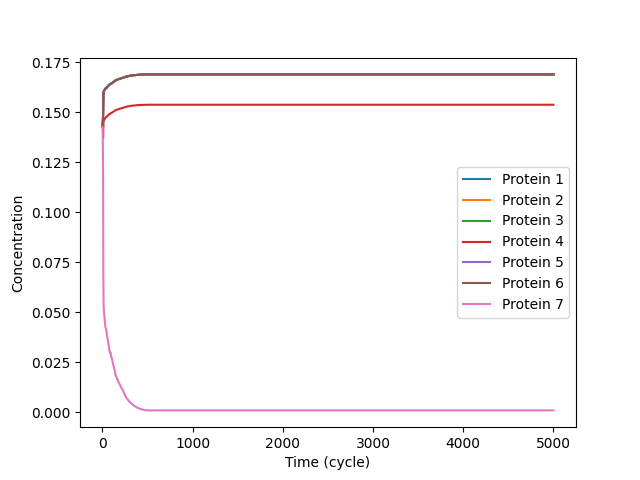 0.175
0.150
0.125
0.100
0.075
0.050
0.025
0.000
Concentration
0 1000 2000 3000 4000 5000
Time (cycle)
Protein 1
Protein 2
Protein 3
Protein 4
Protein 5
Protein 6
Protein 7